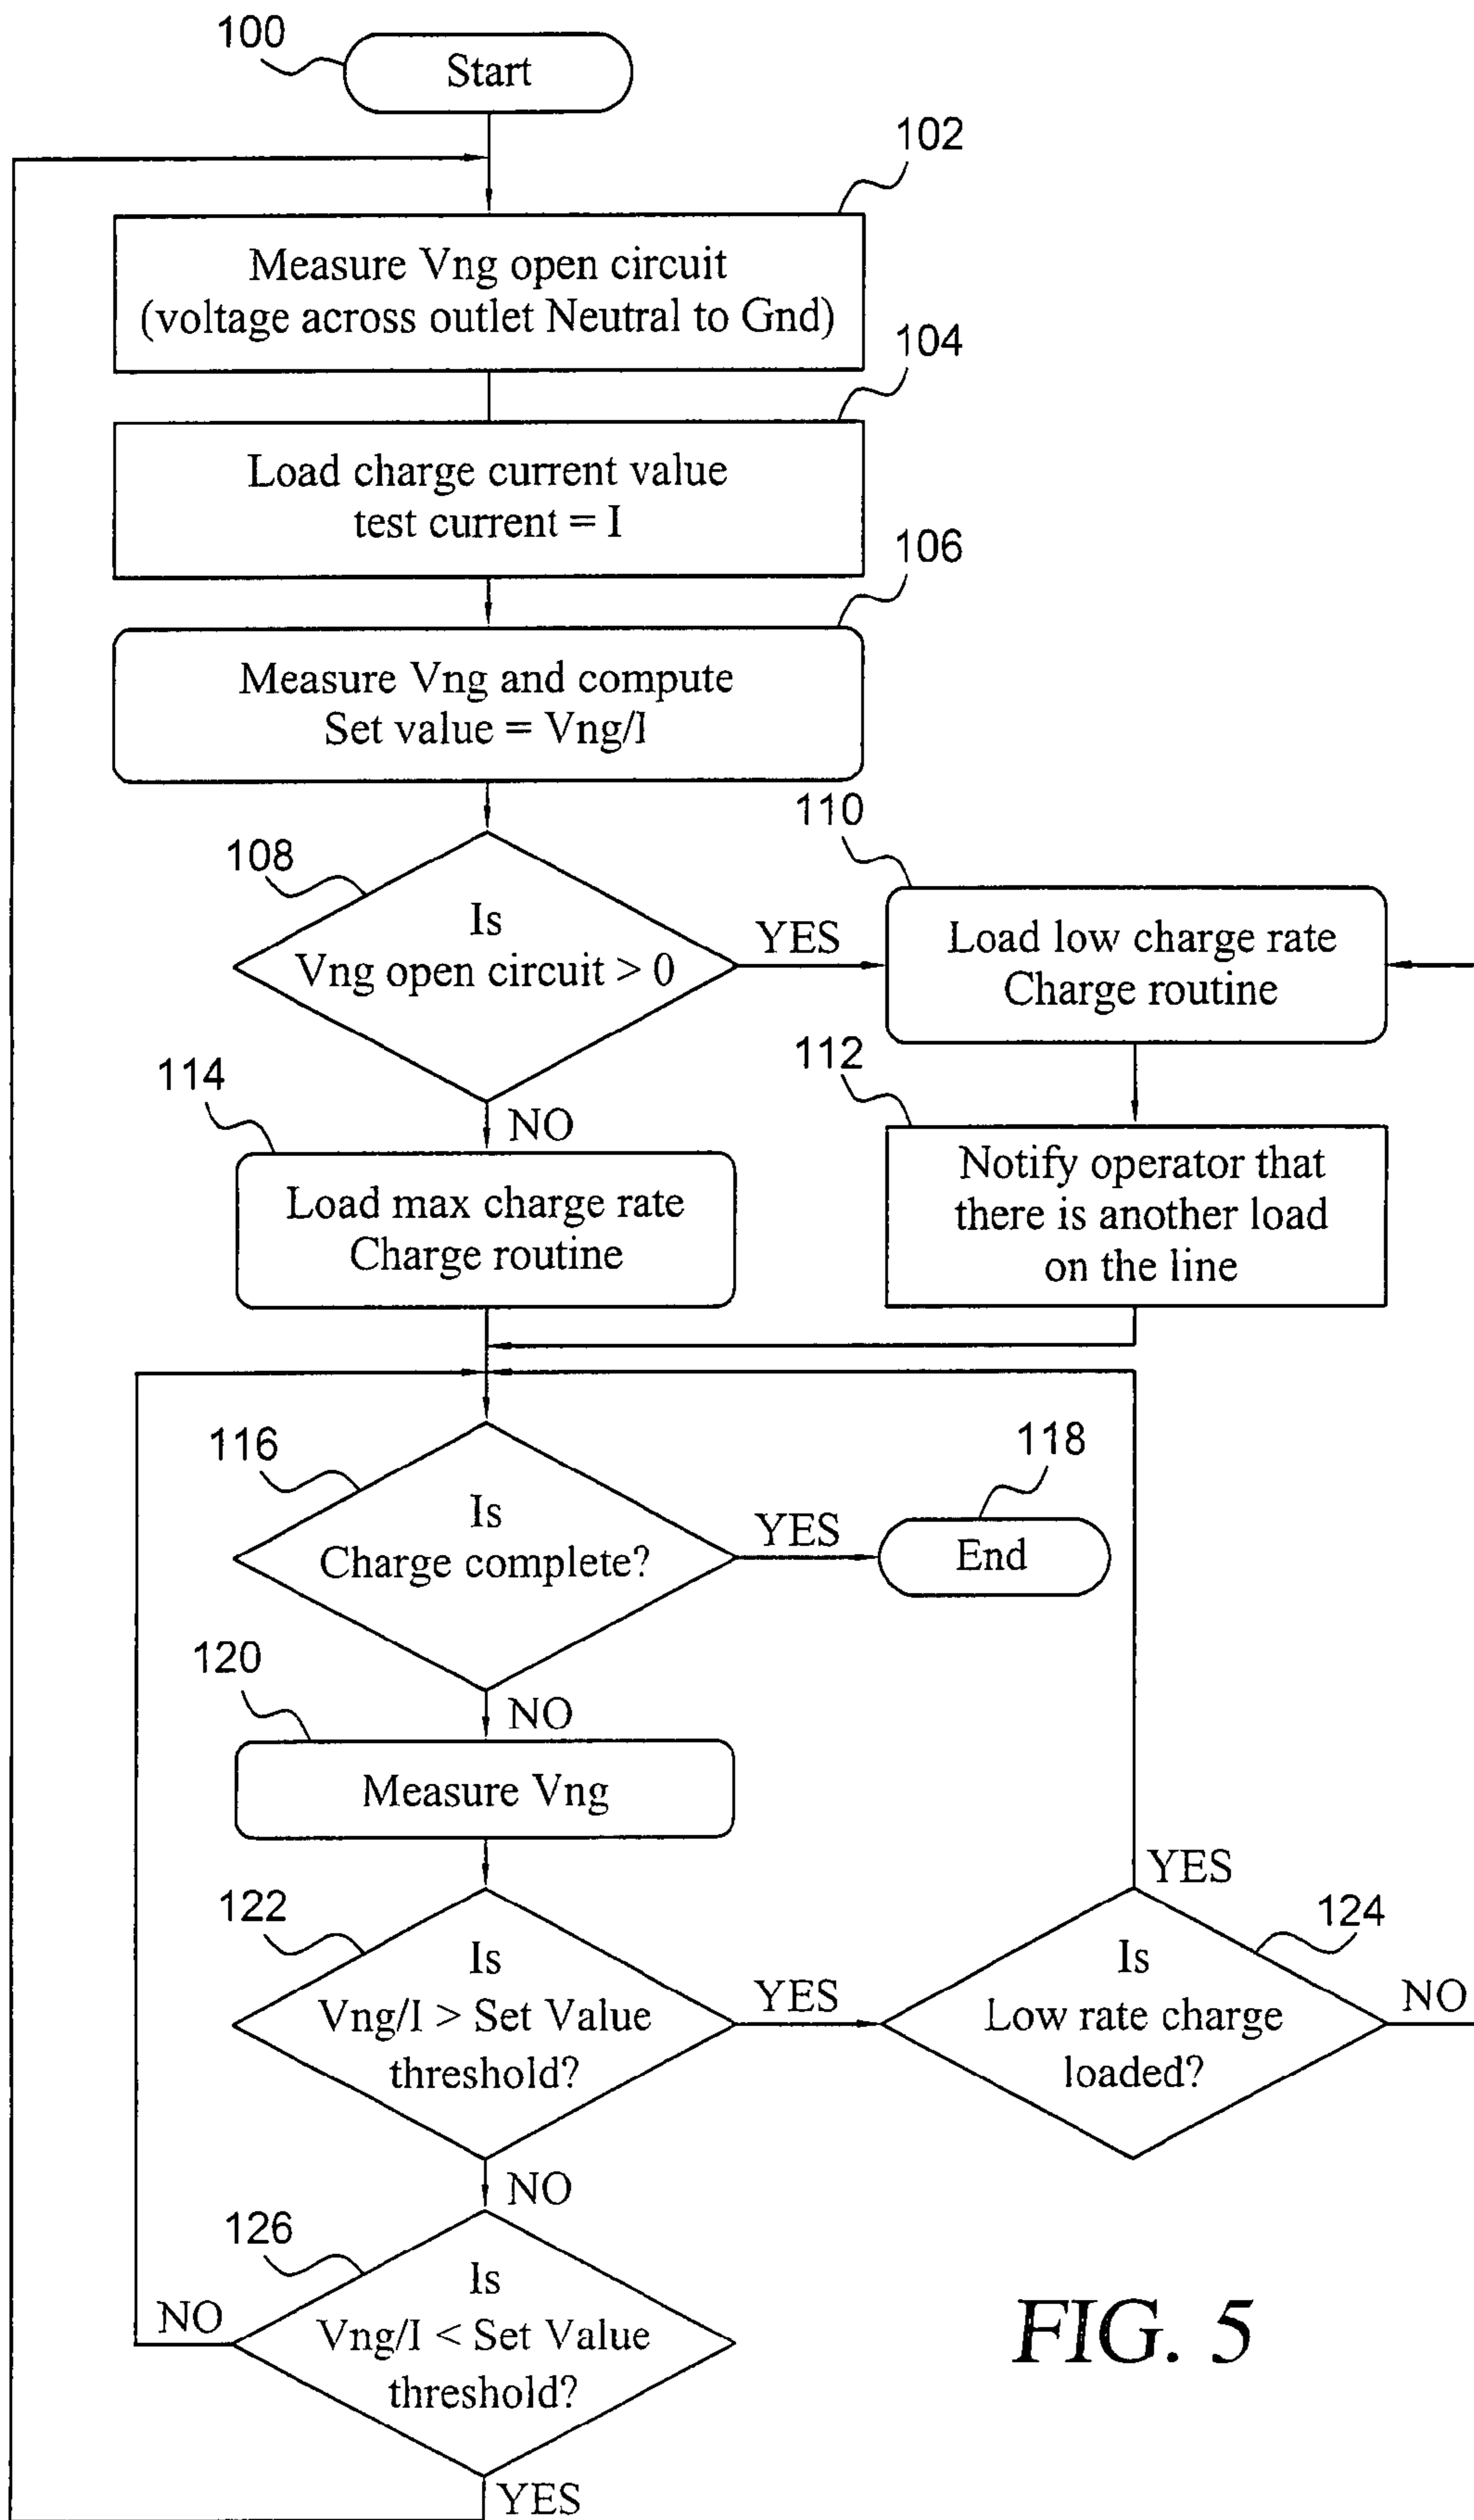 100
Start
102
Measure Vng open circuit
(voltage across outlet Neutral to Gnd)
104
Load charge current value
test current = I
106
Measure Vng and compute
Set value = Vng/I
108
Is
Vng open circuit > 0
YES
110
Load low charge rate
Charge routine
NO
112
Notify operator that
there is another load
on the line
114
Load max charge rate
Charge routine
116
Is
Charge complete?
YES
118
End
NO
120
Measure Vng
122
Is
Vng/I > Set Value
threshold?
YES
YES
124
Is
Low rate charge
loaded?
NO
NO
126
Is
Vng/I < Set Value
threshold?
NO
YES
FIG. 5